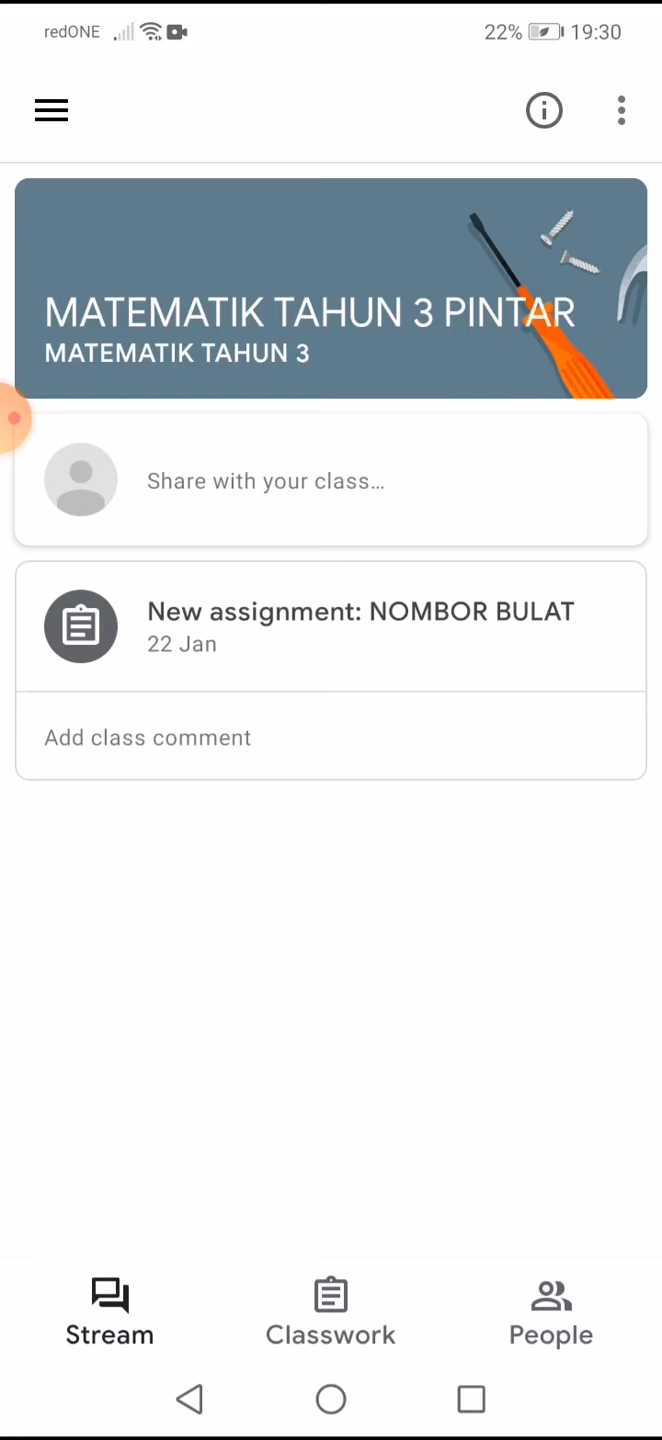 redONE 22% 19:30
MATEMATIK TAHUN 3 PINTAR
MATEMATIK TAHUN 3
Share with your class...
New assignment: NOMBOR BULAT
22 Jan
Add class comment
Stream Classwork People